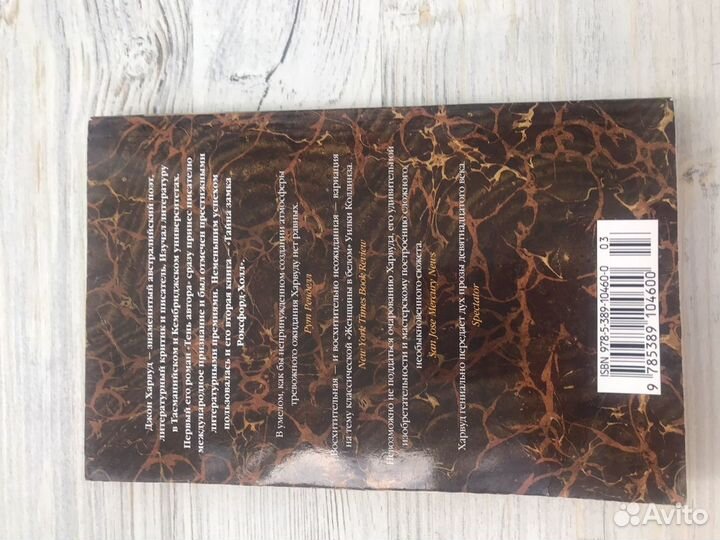 Джон Харвуд — знаменитый австралийский поэт,
литературный критик и писатель. Изучал литературу
в Тасманийском и Кембриджском университетах.
Первый его роман «Тень автора» сразу принес писателю
международное признание и был отмечен престижными
литературными премиями. Неменьшим успехом
пользовалась и его вторая книга — «Тайна замка
Роксфорд-Холл».
В умелом, как бы непринужденном создании атмосферы
тревожного ожидания Харвуду нет равных.
Рут Ренделл
Восхитительная — и восхитительно неожиданная — вариация
на тему классической «Женщины в белом» Уилки Коллинза.
New York Times Book Review
Невозможно не поддаться очарованию Харвуда, его удивительной
изобретательности и мастерскому построению сложного,
необыкновенного сюжета.
San Jose Mercury News
Харвуд гениально передает дух прозы девятнадцатого века.
Spectator
ISBN 978-5-389-10460-0
03
9 785389 104600
Avito